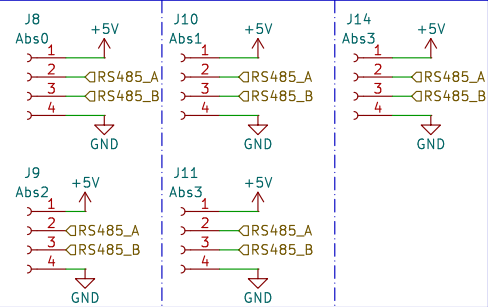 J8
Abs0
+5V
1
2 RS485_A
3 RS485_B
4
GND
J10
Abs1
+5V
1
2 RS485_A
3 RS485_B
4
GND
J14
Abs3
+5V
1
2 RS485_A
3 RS485_B
4
GND
J9
Abs2
+5V
1
2 RS485_A
3 RS485_B
4
GND
J11
Abs3
+5V
1
2 RS485_A
3 RS485_B
4
GND